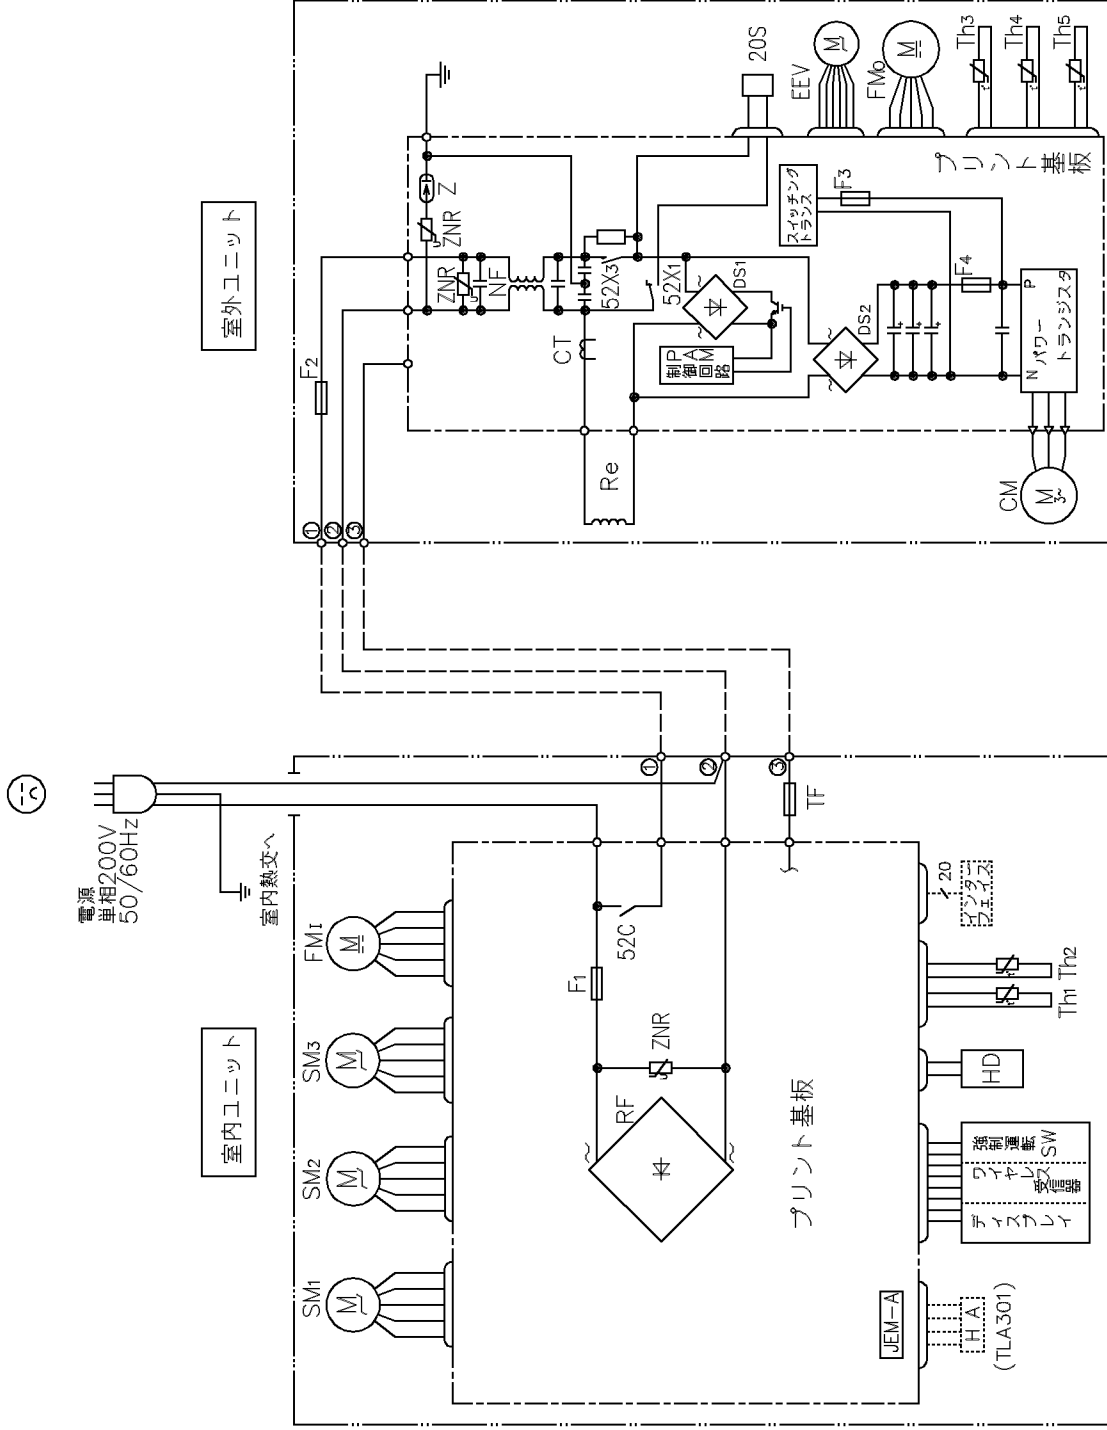 電源
単相200V
50/60Hz
室内ユニット
室内熱交へ
SM1
M
SM2
M
SM3
M
FMI
M
プリント基板
RF
ZNR
F1
52C
TF
1
2
3
JEM-A
HA
(TLA301)
ディスプレイ
ワイヤレス
受信器
強制運転
SW
HD
Th1
Th2
インター
フェイス
20
室外ユニット
1
2
3
F2
ZNR
Z
ZNR
NF
CT
52X3
52X1
Re
DS1
PAM
制御回路
DS2
スイッチング
トランス
F3
F4
P
N
パワー
トランジスタ
CM
M
3~
プリント基板
20S
EEV
M
FMo
M
Th3
Th4
Th5